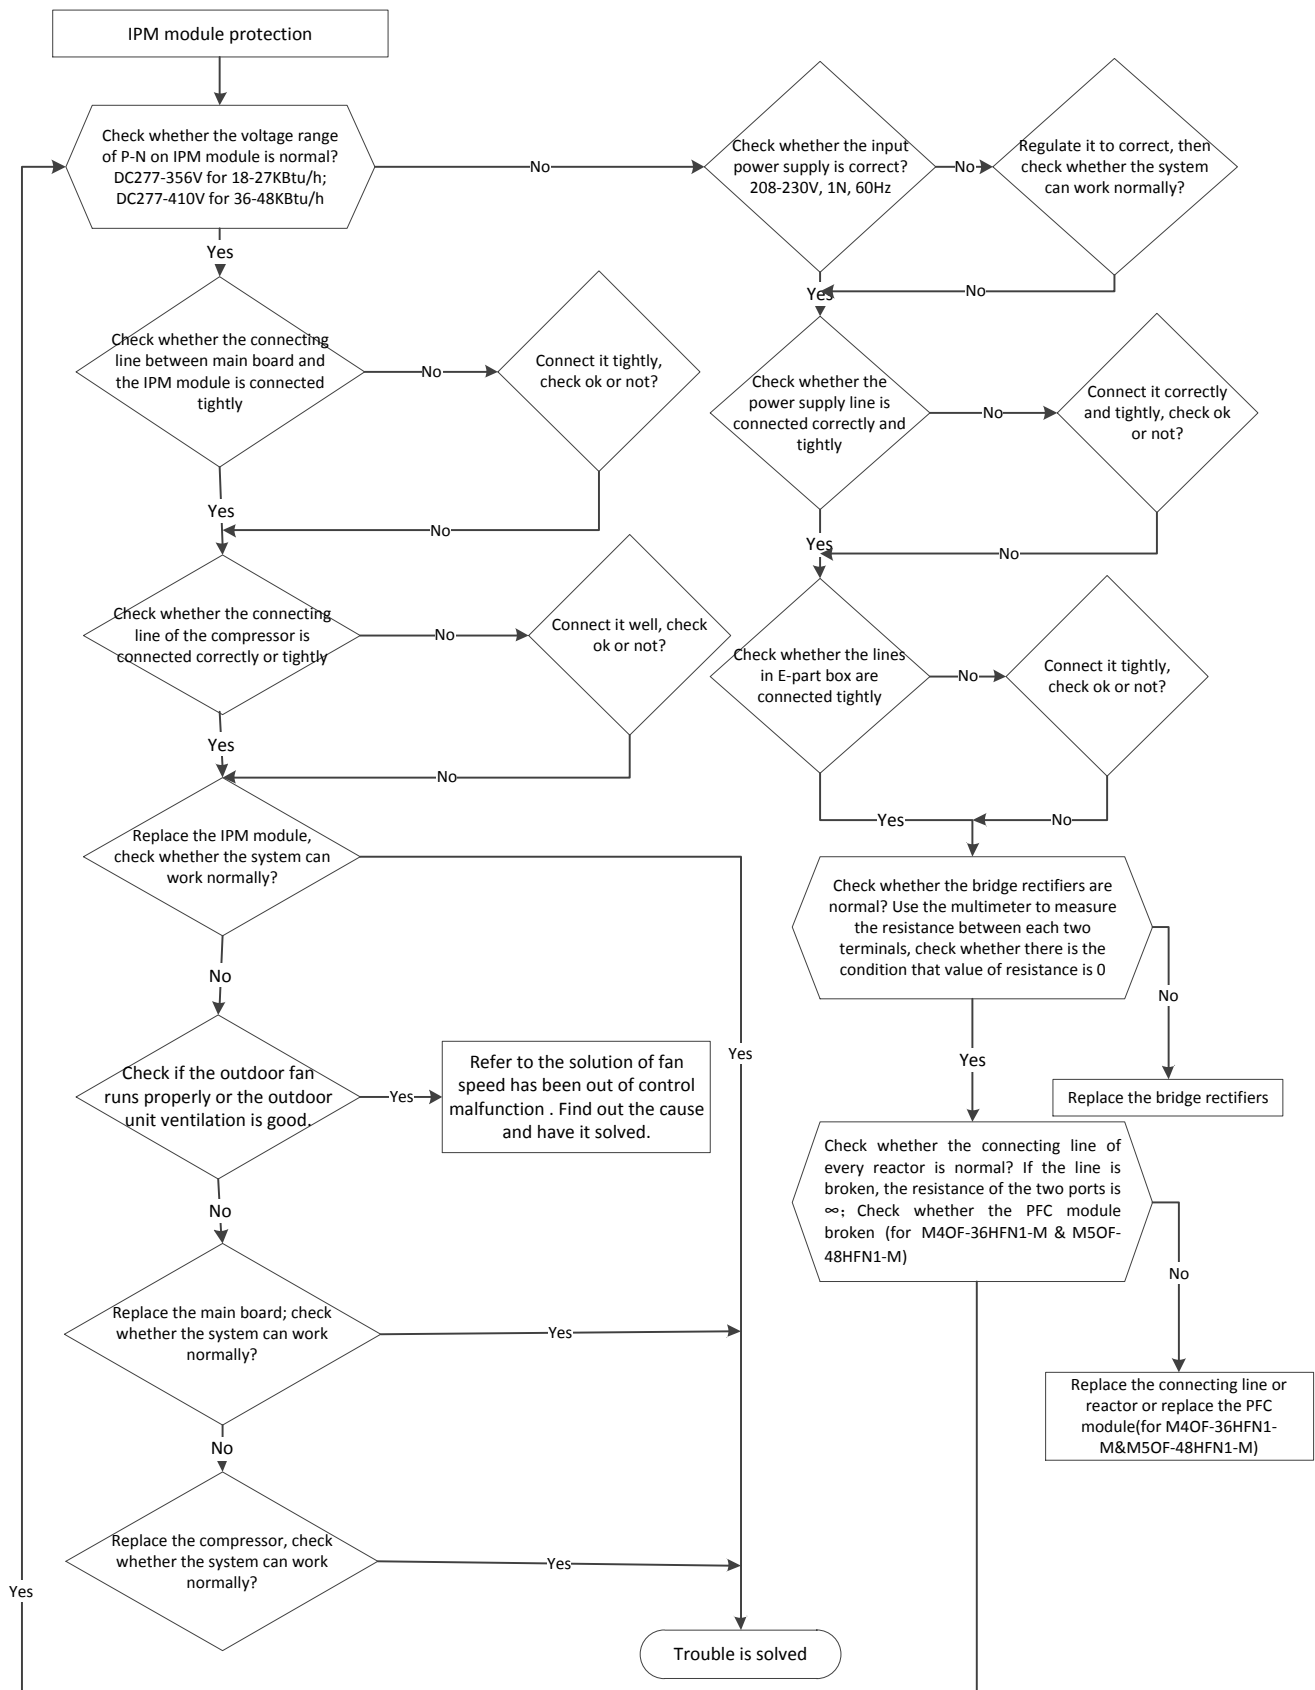 IPM module protection
Check whether the voltage range
of P-N on IPM module is normal?
DC277-356V for 18-27KBtu/h;
DC277-410V for 36-48KBtu/h
No
Check whether the input
power supply is correct?
208-230V, 1N, 60Hz
No
Regulate it to correct, then
check whether the system
can work normally?
Yes
Yes
No
Check whether the connecting
line between main board and
the IPM module is connected
tightly
No
Connect it tightly,
check ok or not?
Check whether the
power supply line is
connected correctly and
tightly
No
Connect it correctly
and tightly, check ok
or not?
Yes
No
Yes
No
Check whether the connecting
line of the compressor is
connected correctly or tightly
No
Connect it well, check
ok or not?
Check whether the lines
in E-part box are
connected tightly
No
Connect it tightly,
check ok or not?
Yes
No
Yes
No
Replace the IPM module,
check whether the system can
work normally?
Check whether the bridge rectifiers are
normal? Use the multimeter to measure
the resistance between each two
terminals, check whether there is the
condition that value of resistance is 0
No
No
Yes
Yes
Check if the outdoor fan
runs properly or the outdoor
unit ventilation is good.
Yes
Refer to the solution of fan
speed has been out of control
malfunction . Find out the cause
and have it solved.
Replace the bridge rectifiers
Check whether the connecting line of
every reactor is normal? If the line is
broken, the resistance of the two ports is
∞; Check whether the PFC module
broken (for M4OF-36HFN1-M & M5OF-
48HFN1-M)
No
No
Replace the main board; check
whether the system can work
normally?
Yes
Replace the connecting line or
reactor or replace the PFC
module(for M4OF-36HFN1-
M&M5OF-48HFN1-M)
No
Replace the compressor, check
whether the system can work
normally?
Yes
Yes
Trouble is solved